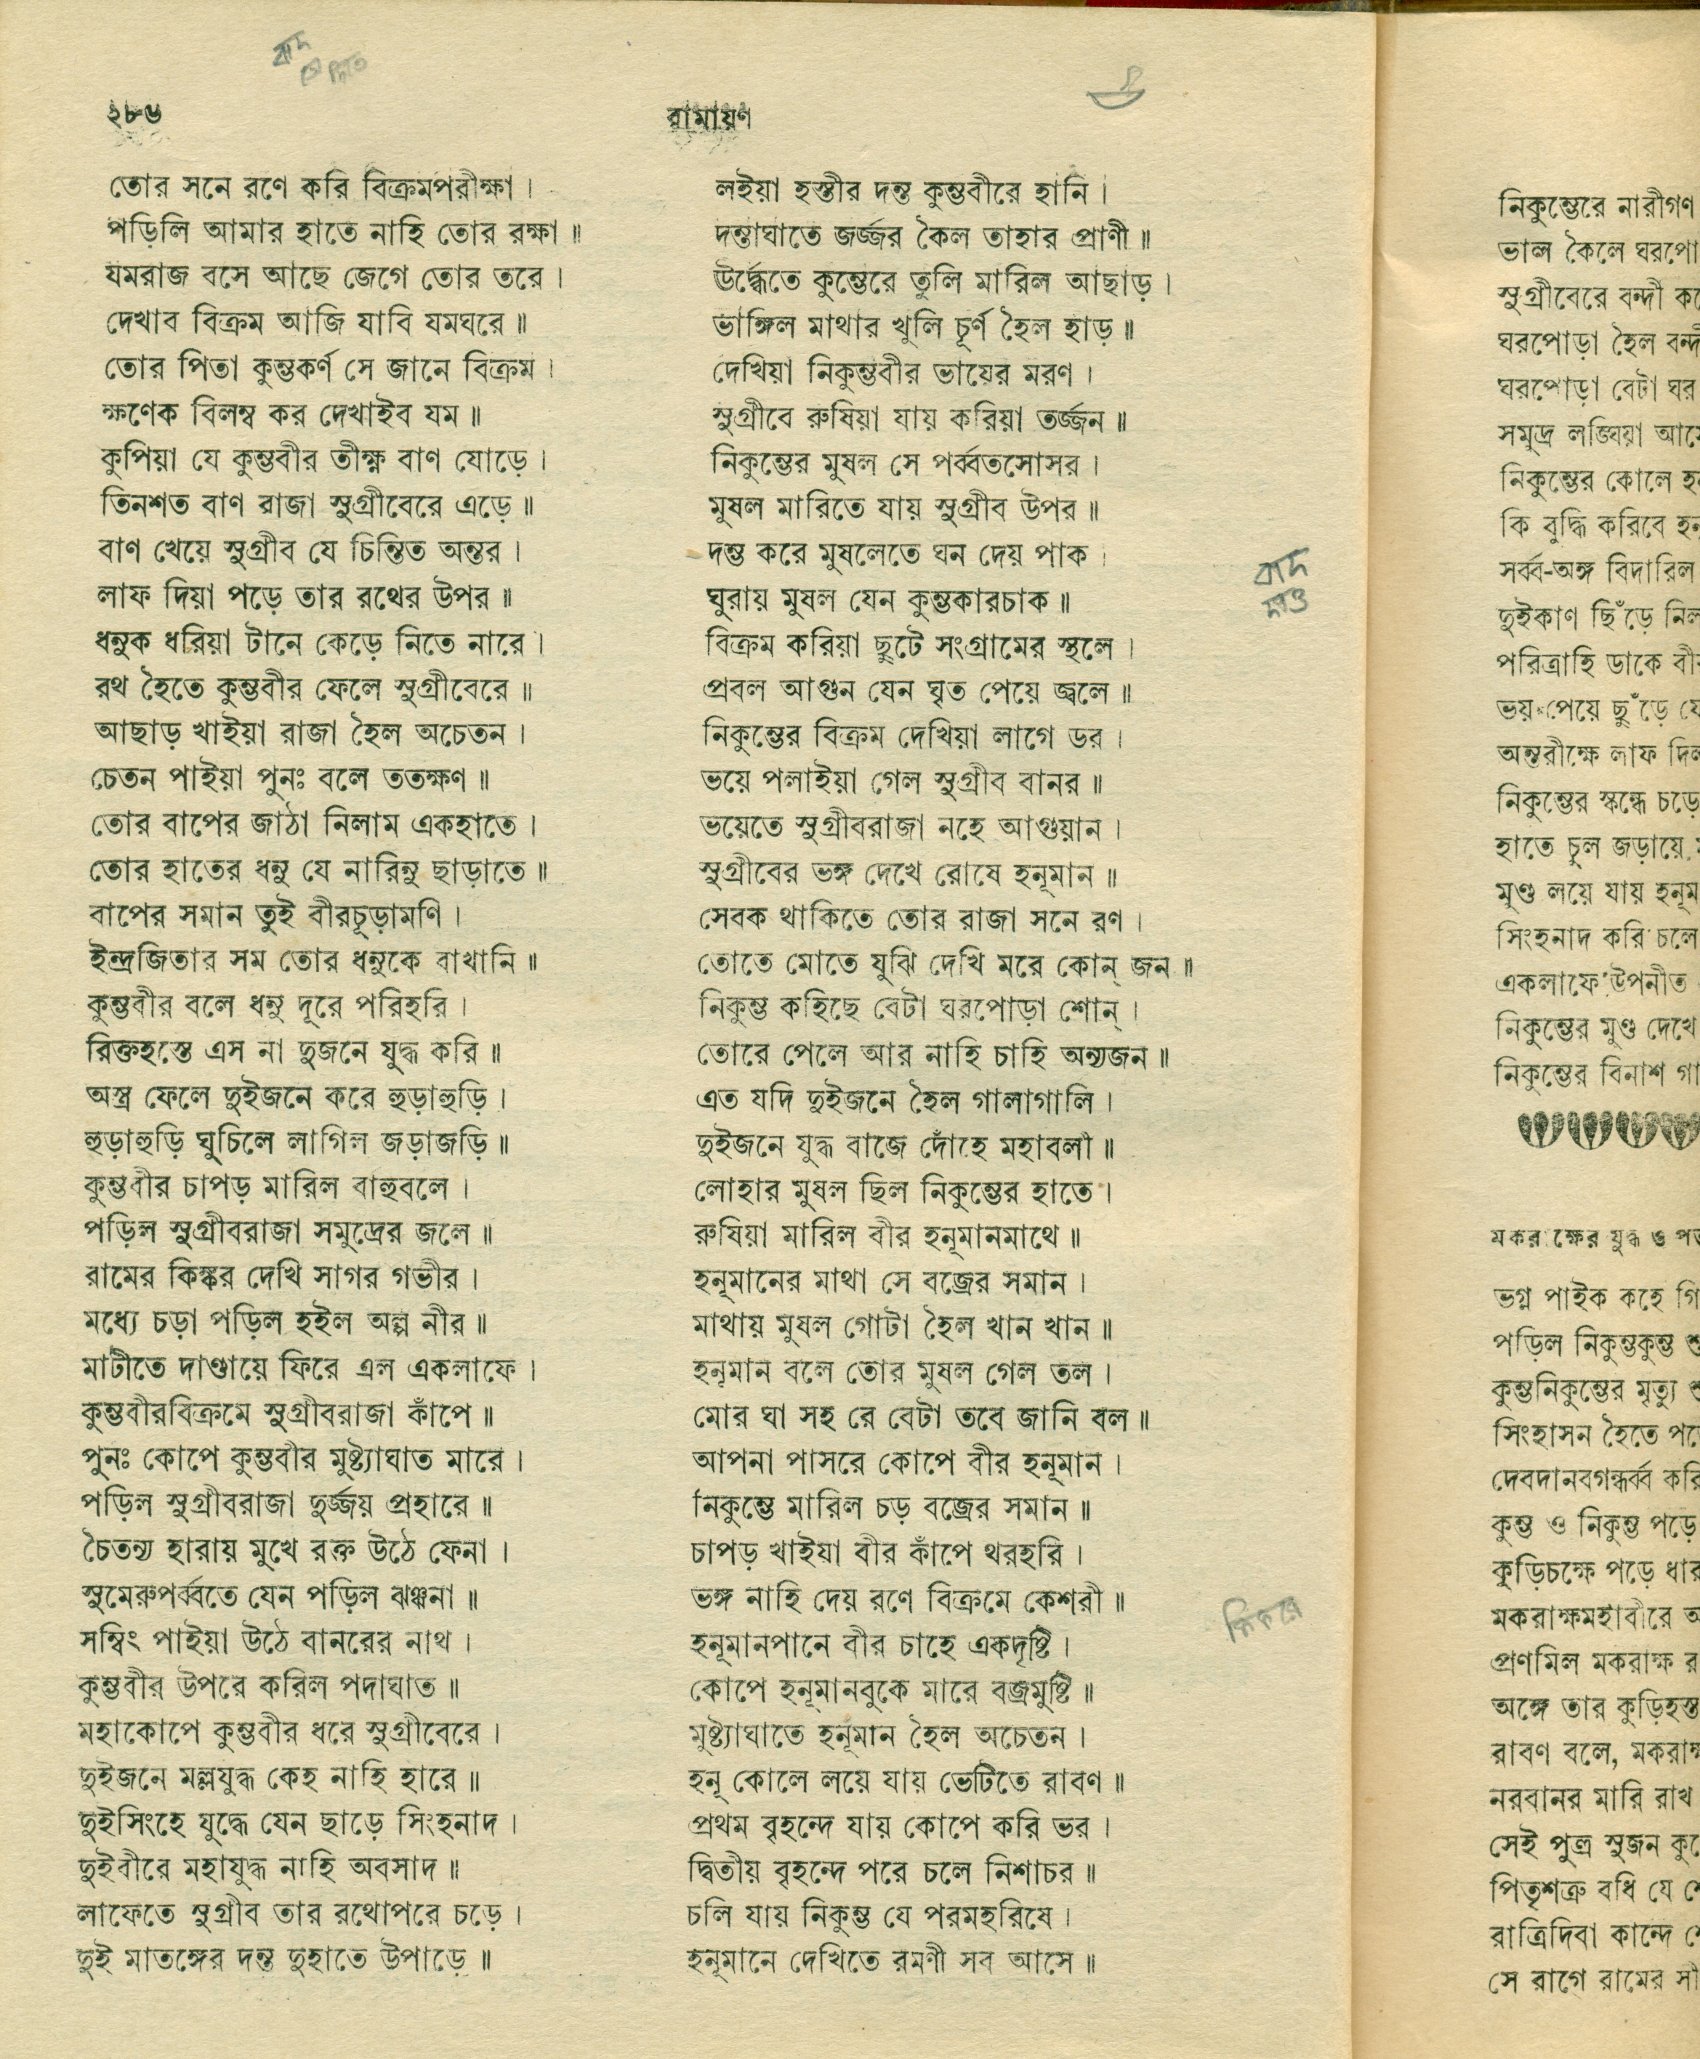 ২৮৬
রামায়ণ
তোর সনে রণে করি বিক্রমপরীক্ষা ।
পড়িলি আমার হাতে নাহি তোর রক্ষা ॥
যমরাজ বসে আছে জেগে তোর তরে ।
দেখাব বিক্রম আজি যাবি যমঘরে ॥
তোর পিতা কুম্ভকর্ণ সে জানে বিক্রম ।
ক্ষণেক বিলম্ব কর দেখাইব যম ॥
কুপিয়া যে কুম্ভবীর তীক্ষ্ণ বাণ যোড়ে ।
তিনশত বাণ রাজা সুগ্রীবেরে এড়ে ॥
বাণ খেয়ে সুগ্রীব যে চিন্তিত অন্তর ।
লাফ দিয়া পড়ে তার রথের উপর ॥
ধনুক ধরিয়া টানে কেড়ে নিতে নারে ।
রথ হৈতে কুম্ভবীর ফেলে সুগ্রীবেরে ॥
আছাড় খাইয়া রাজা হৈল অচেতন ।
চেতন পাইয়া পুনঃ বলে ততক্ষণ ॥
তোর বাপের জাঠা নিলাম একহাতে ।
তোর হাতের ধনু যে নারিনু ছাড়াতে ॥
বাপের সমান তুই বীরচূড়ামণি ।
ইন্দ্রজিতার সম তোর ধনুকে বাখানি ॥
কুম্ভবীর বলে ধনু দূরে পরিহরি ।
রিক্তহস্তে এস না দুজনে যুদ্ধ করি ॥
অস্ত্র ফেলে দুইজনে করে হুড়াহুড়ি ।
হুড়াহুড়ি ঘুচিলে লাগিল জড়াজড়ি ॥
কুম্ভবীর চাপড় মারিল বাহুবলে ।
পড়িল সুগ্রীবরাজা সমুদ্রের জলে ॥
রামের কিঙ্কর দেখি সাগর গভীর ।
মধ্যে চড়া পড়িল হইল অল্প নীর ॥
মাটীতে দাণ্ডায়ে ফিরে এল একলাফে ।
কুম্ভবীরবিক্রমে সুগ্রীবরাজা কাঁপে ॥
পুনঃ কোপে কুম্ভবীর মুষ্ট্যাঘাত মারে ।
পড়িল সুগ্রীবরাজা দুর্জ্জয় প্রহারে ॥
চৈতন্য হারায় মুখে রক্ত উঠে ফেনা ।
সুমেরুপর্ব্বতে যেন পড়িল ঝঞ্ঝনা ॥
সম্বিৎ পাইয়া উঠে বানরের নাথ ।
কুম্ভবীর উপরে করিল পদাঘাত ॥
মহাকোপে কুম্ভবীর ধরে সুগ্রীবেরে ।
দুইজনে মল্লযুদ্ধ কেহ নাহি হারে ॥
দুইসিংহে যুদ্ধে যেন ছাড়ে সিংহনাদ ।
দুইবীরে মহাযুদ্ধ নাহি অবসাদ ॥
লাফেতে সুগ্রীব তার রথোপরে চড়ে ।
দুই মাতঙ্গের দন্ত দুহাতে উপাড়ে ॥
লইয়া হস্তীর দন্ত কুম্ভবীরে হানি ।
দন্তাঘাতে জর্জ্জর কৈল তাহার প্রাণী ॥
ঊর্দ্ধ্বেতে কুম্ভেরে তুলি মারিল আছাড় ।
ভাঙ্গিল মাথার খুলি চূর্ণ হৈল হাড় ॥
দেখিয়া নিকুম্ভবীর ভায়ের মরণ ।
সুগ্রীবে রুষিয়া যায় করিয়া তর্জ্জন ॥
নিকুম্ভের মুষল সে পর্ব্বতসোসর ।
মুষল মারিতে যায় সুগ্রীব উপর ॥
দম্ভ করে মুষলেতে ঘন দেয় পাক ।
ঘুরায় মুষল যেন কুম্ভকারচাক ॥
বিক্রম করিয়া ছুটে সংগ্রামের স্থলে ।
প্রবল আগুন যেন ঘৃত পেয়ে জ্বলে ॥
নিকুম্ভের বিক্রম দেখিয়া লাগে ডর ।
ভয়ে পলাইয়া গেল সুগ্রীব বানর ॥
ভয়েতে সুগ্রীবরাজা নহে আগুয়ান ।
সুগ্রীবের ভঙ্গ দেখে রোষে হনূমান ॥
সেবক থাকিতে তোর রাজা সনে রণ ।
তোতে মোতে যুঝি দেখি মরে কোন্ জন ॥
নিকুম্ভ কহিছে বেটা ঘরপোড়া শোন্ ।
তোরে পেলে আর নাহি চাহি অন্যজন ॥
এত যদি দুইজনে হৈল গালাগালি ।
দুইজনে যুদ্ধ বাজে দোঁহে মহাবলী ॥
লোহার মুষল ছিল নিকুম্ভের হাতে ।
রুষিয়া মারিল বীর হনূমানমাথে ॥
হনূমানের মাথা সে বজ্রের সমান ।
মাথায় মুষল গোটা হৈল খান খান ॥
হনূমান বলে তোর মুষল গেল তল ।
মোর ঘা সহ রে বেটা তবে জানি বল ॥
আপনা পাসরে কোপে বীর হনূমান ।
নিকুম্ভে মারিল চড় বজ্রের সমান ॥
চাপড় খাইয়া বীর কাঁপে থরহরি ।
ভঙ্গ নাহি দেয় রণে বিক্রমে কেশরী ॥
হনূমানপানে বীর চাহে একদৃষ্টি ।
কোপে হনূমানবুকে মারে বজ্রমুষ্টি ॥
মুষ্ট্যাঘাতে হনূমান হৈল অচেতন ।
হনূ কোলে লয়ে যায় ভেটিতে রাবণ ॥
প্রথম বৃহন্দে যায় কোপে করি ভর ।
দ্বিতীয় বৃহন্দে পরে চলে নিশাচর ॥
চলি যায় নিকুম্ভ যে পরমহরিষে ।
হনূমানে দেখিতে রমণী সব আসে ॥
বাদ
দাও
নিকুম্ভেরে নারীগণ
ভাল কৈলে ঘরপো
সুগ্রীবেরে বন্দী
ঘরপোড়া হৈল বন্দী
ঘরপোড়া বেটা ঘর
সমুদ্র লঙ্ঘিয়া
নিকুম্ভের কোলে
কি বুদ্ধি করিবে
সর্ব্ব-অঙ্গ বিদারিল
দুইকাণ ছিঁড়ে নিল
পরিত্রাহি ডাকে
ভয় পেয়ে ছুঁড়ে
অন্তরীক্ষে লাফ দিল
নিকুম্ভের স্কন্ধে চড়ে
হাতে চুল জড়ায়ে
মুণ্ড লয়ে যায় হনূম
সিংহনাদ করি চলে
একলাফে উপনীত
নিকুম্ভের মুণ্ড দেখে
নিকুম্ভের বিনাশ গা
মকরাক্ষের যুদ্ধ ও
ভগ্ন পাইক কহে গি
পড়িল নিকুম্ভকুম্ভ
কুম্ভনিকুম্ভের মৃত্যু
সিংহাসন হৈতে
দেবদানবগন্ধর্ব্ব করি
কুম্ভ ও নিকুম্ভ পড়ে
কুড়িচক্ষে পড়ে ধার
মকরাক্ষমহাবীরে
প্রণমিল মকরাক্ষ
অঙ্গে তার কুড়িহস্ত
রাবণ বলে, মকরাক্ষ
নরবানর মারি রাখ
সেই পুত্র সুজন
পিতৃশত্রু বধি যে
রাত্রিদিবা কান্দে
সে রাগে রামের সী